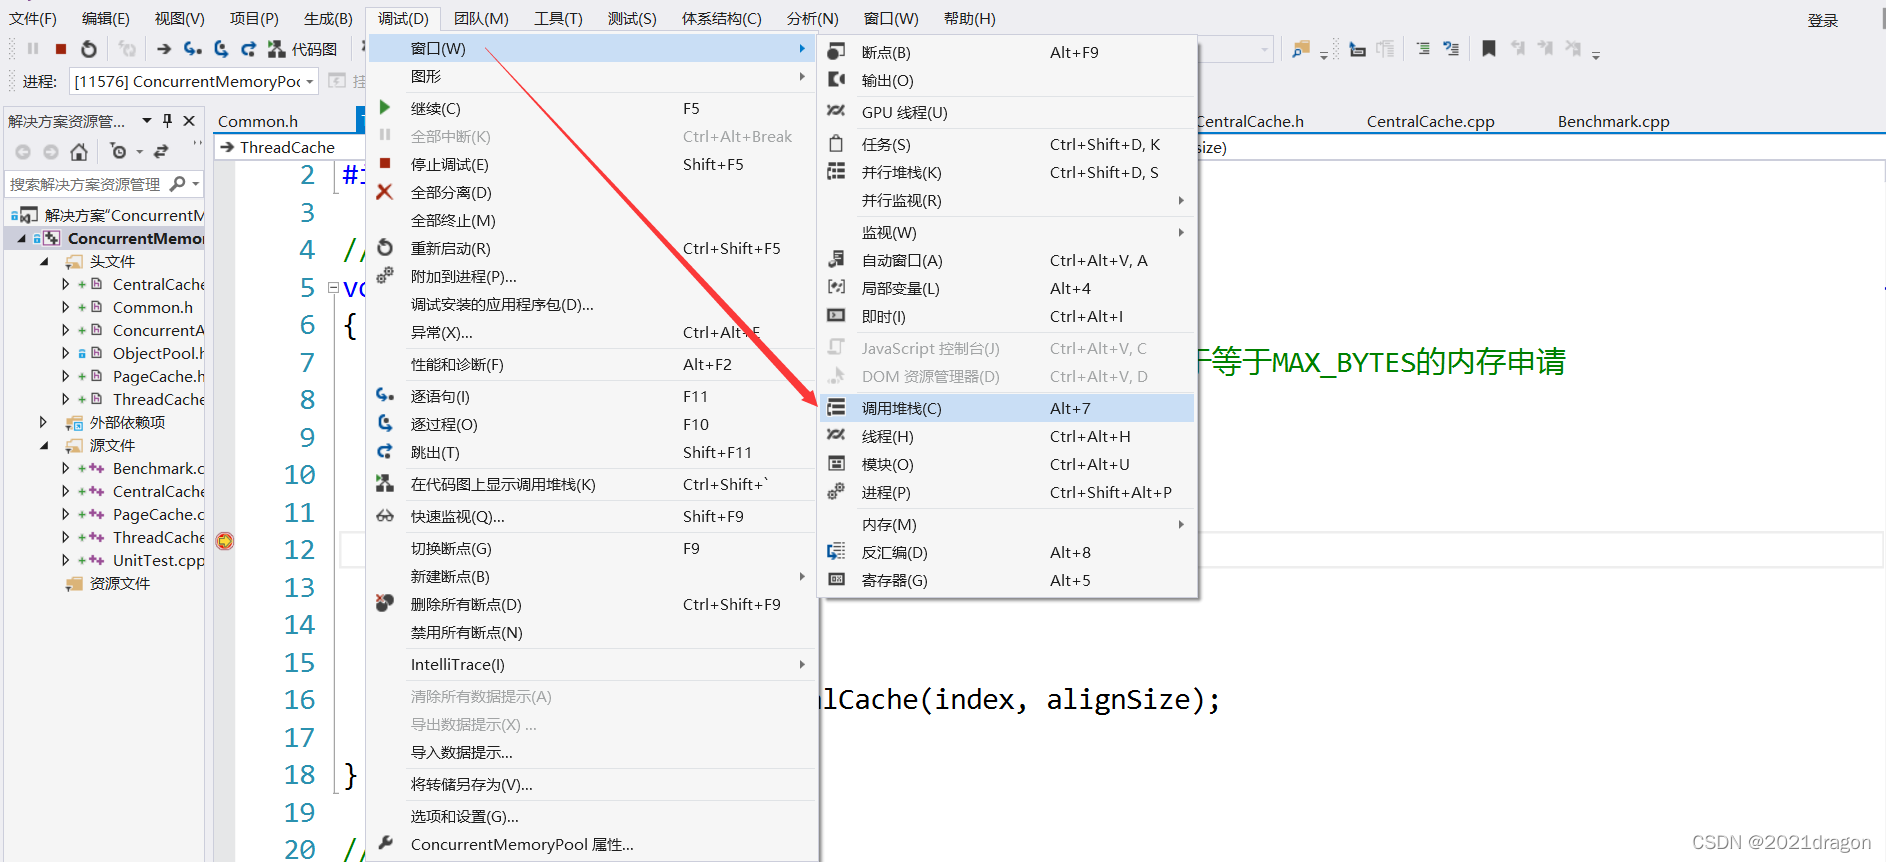 文件(F) 编辑(E) 视图(V) 项目(P) 生成(B) 调试(D) 团队(M) 工具(T) 测试(S) 体系结构(C) 分析(N) 窗口(W) 帮助(H) 登录
代码图
进程: [11576] ConcurrentMemoryPoc
解决方案资源管...
搜索解决方案资源管理
解决方案"ConcurrentM
ConcurrentMemor
头文件
CentralCache
Common.h
ConcurrentA
ObjectPool.h
PageCache.h
ThreadCache
外部依赖项
源文件
Benchmark.c
CentralCache
PageCache.c
ThreadCache
UnitTest.cpp
资源文件
Common.h
CentralCache.h CentralCache.cpp Benchmark.cpp
ThreadCache
size)
2 #i
3
4 //
5 vo
6 {
7 于等于MAX_BYTES的内存申请
8
9
10
11
12
13
14
15
16 alCache(index, alignSize);
17
18 }
19
20 //
窗口(W)
图形
继续(C) F5
全部中断(K) Ctrl+Alt+Break
停止调试(E) Shift+F5
全部分离(D)
全部终止(M)
重新启动(R) Ctrl+Shift+F5
附加到进程(P)...
调试安装的应用程序包(D)...
异常(X)... Ctrl+Alt+E
性能和诊断(F) Alt+F2
逐语句(I) F11
逐过程(O) F10
跳出(T) Shift+F11
在代码图上显示调用堆栈(K) Ctrl+Shift+`
快速监视(Q)... Shift+F9
切换断点(G) F9
新建断点(B)
删除所有断点(D) Ctrl+Shift+F9
禁用所有断点(N)
IntelliTrace(I)
清除所有数据提示(A)
导出数据提示(X) ...
导入数据提示...
将转储另存为(V)...
选项和设置(G)...
ConcurrentMemoryPool 属性...
断点(B) Alt+F9
输出(O)
GPU 线程(U)
任务(S) Ctrl+Shift+D, K
并行堆栈(K) Ctrl+Shift+D, S
并行监视(R)
监视(W)
自动窗口(A) Ctrl+Alt+V, A
局部变量(L) Alt+4
即时(I) Ctrl+Alt+I
JavaScript 控制台(J) Ctrl+Alt+V, C
DOM 资源管理器(D) Ctrl+Alt+V, D
调用堆栈(C) Alt+7
线程(H) Ctrl+Alt+H
模块(O) Ctrl+Alt+U
进程(P) Ctrl+Shift+Alt+P
内存(M)
反汇编(D) Alt+8
寄存器(G) Alt+5
CSDN @2021dragon